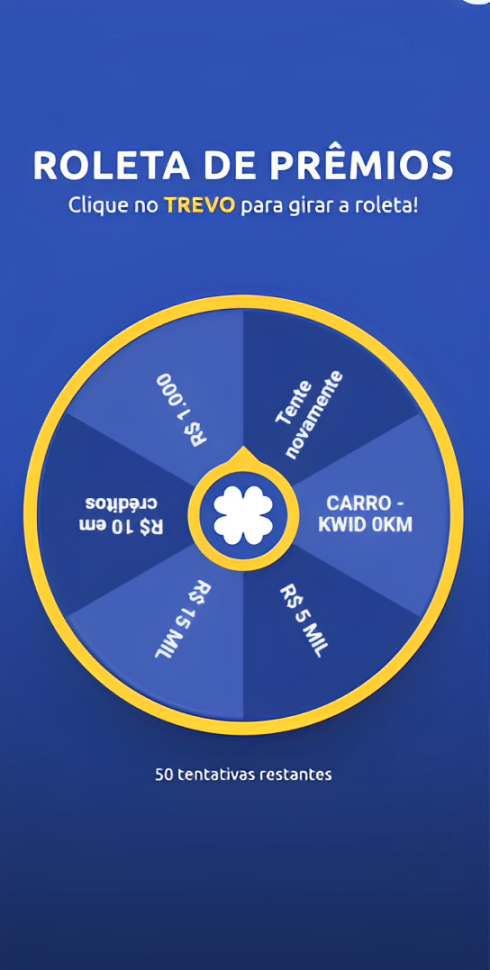 ROLETA DE PRÊMIOS
Clique no TREVO para girar a roleta!
R$ 1.000
Tente
novamente
R$ 10 em
créditos
CARRO -
KWID 0KM
R$ 15 MIL
R$ 5 MIL
50 tentativas restantes